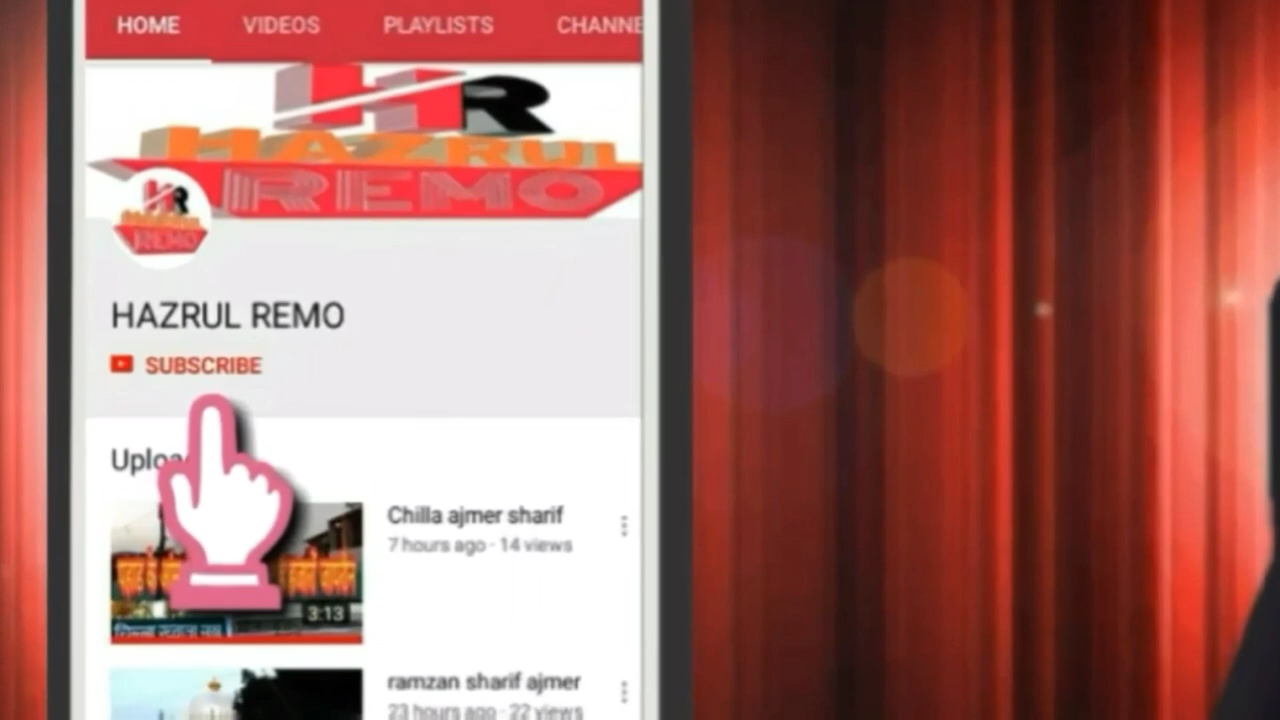 HOME VIDEOS PLAYLISTS CHANNE
HR
HAZRUL
REMO
HR
HAZRUL
REMO
HAZRUL REMO
SUBSCRIBE
Uploa
Chilla ajmer sharif
7 hours ago · 14 views
3:13
ramzan sharif ajmer
23 hours ago · 22 views